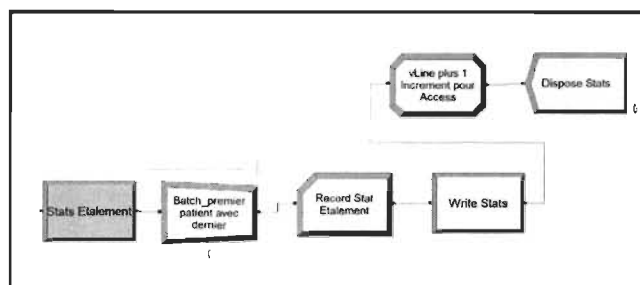 vLine plus 1
Increment pour
Access
Dispose Stats
Stats Etalement
Batch_premier
patient avec
dernier
Record Stat
Etalement
Write Stats